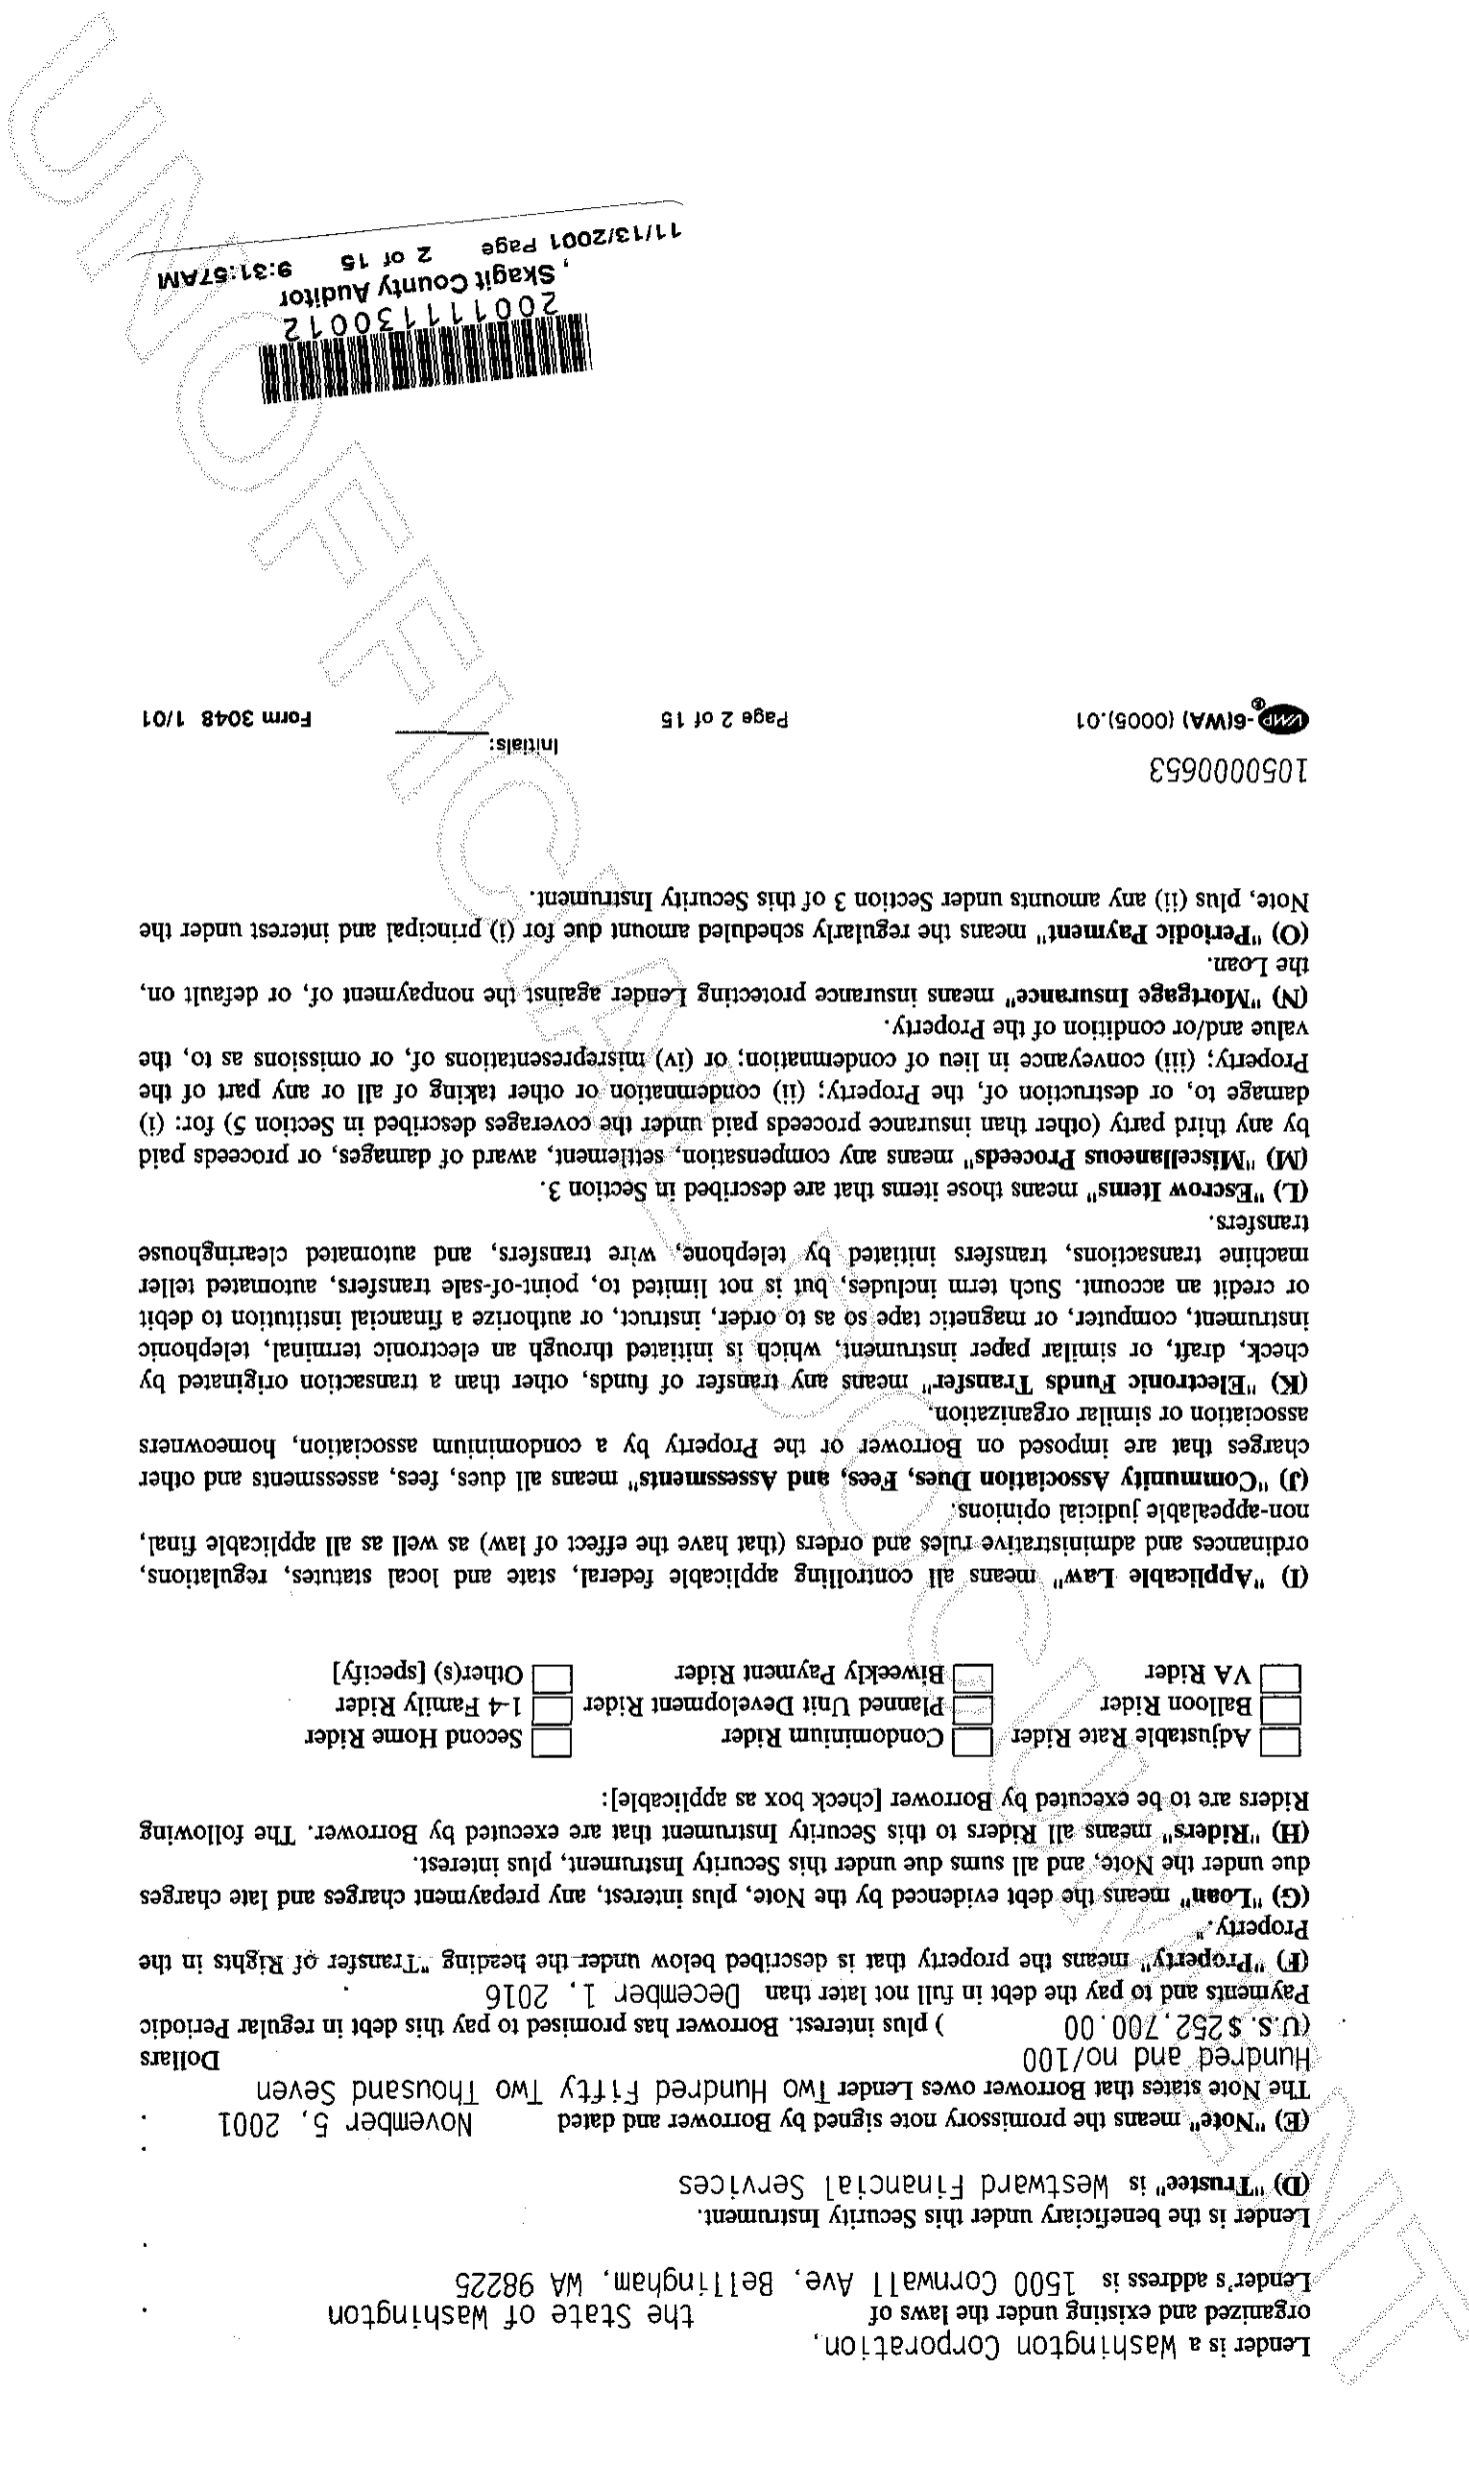 Lender is a Washington Corporation,
organized and existing under the laws of the State of Washington .
Lender's address is 1500 Cornwall Ave, Bellingham, WA 98225
.
Lender is the beneficiary under this Security Instrument.
(D) "Trustee" is Westward Financial Services
.
(E) "Note" means the promissory note signed by Borrower and dated November 5, 2001 .
The Note states that Borrower owes Lender Two Hundred Fifty Two Thousand Seven
Hundred and no/100 Dollars
(U.S. $252,700.00 ) plus interest. Borrower has promised to pay this debt in regular Periodic
Payments and to pay the debt in full not later than December 1, 2016 .
(F) "Property" means the property that is described below under the heading "Transfer of Rights in the
Property."
(G) "Loan" means the debt evidenced by the Note, plus interest, any prepayment charges and late charges
due under the Note, and all sums due under this Security Instrument, plus interest.
(H) "Riders" means all Riders to this Security Instrument that are executed by Borrower. The following
Riders are to be executed by Borrower [check box as applicable]:
Adjustable Rate Rider Condominium Rider Second Home Rider
Balloon Rider Planned Unit Development Rider 1-4 Family Rider
VA Rider Biweekly Payment Rider Other(s) [specify]
(I) "Applicable Law" means all controlling applicable federal, state and local statutes, regulations,
ordinances and administrative rules and orders (that have the effect of law) as well as all applicable final,
non-appealable judicial opinions.
(J) "Community Association Dues, Fees, and Assessments" means all dues, fees, assessments and other
charges that are imposed on Borrower or the Property by a condominium association, homeowners
association or similar organization.
(K) "Electronic Funds Transfer" means any transfer of funds, other than a transaction originated by
check, draft, or similar paper instrument, which is initiated through an electronic terminal, telephonic
instrument, computer, or magnetic tape so as to order, instruct, or authorize a financial institution to debit
or credit an account. Such term includes, but is not limited to, point-of-sale transfers, automated teller
machine transactions, transfers initiated by telephone, wire transfers, and automated clearinghouse
transfers.
(L) "Escrow Items" means those items that are described in Section 3.
(M) "Miscellaneous Proceeds" means any compensation, settlement, award of damages, or proceeds paid
by any third party (other than insurance proceeds paid under the coverages described in Section 5) for: (i)
damage to, or destruction of, the Property; (ii) condemnation or other taking of all or any part of the
Property; (iii) conveyance in lieu of condemnation; or (iv) misrepresentations of, or omissions as to, the
value and/or condition of the Property.
(N) "Mortgage Insurance" means insurance protecting Lender against the nonpayment of, or default on,
the Loan.
(O) "Periodic Payment" means the regularly scheduled amount due for (i) principal and interest under the
Note, plus (ii) any amounts under Section 3 of this Security Instrument.
1050000653
Initials:
VMP®-6(WA) (0005).01 Page 2 of 15 Form 3048 1/01
200111130012
, Skagit County Auditor
11/13/2001 Page 2 of 15 9:31:57AM
UNOFFICIAL DOCUMENT